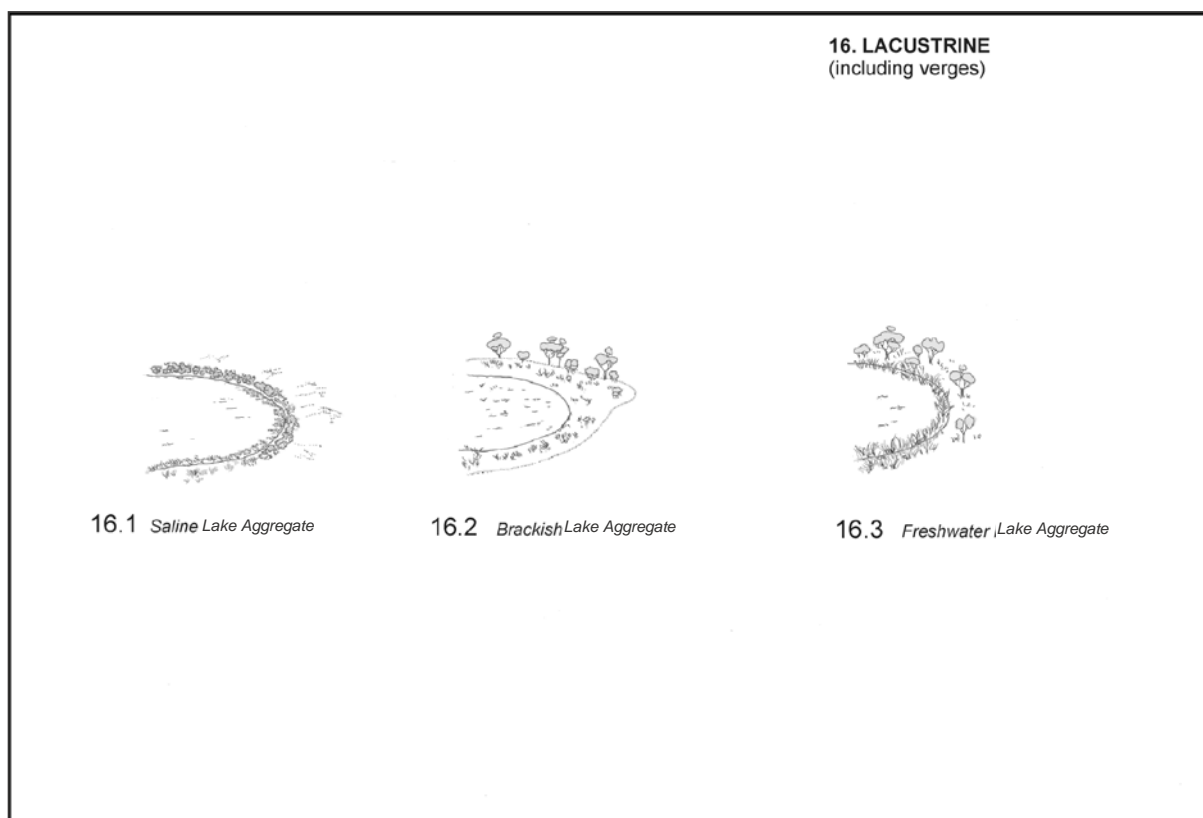 16. LACUSTRINE
(including verges)
16.1 Saline Lake Aggregate
16.2 Brackish Lake Aggregate
16.3 Freshwater Lake Aggregate